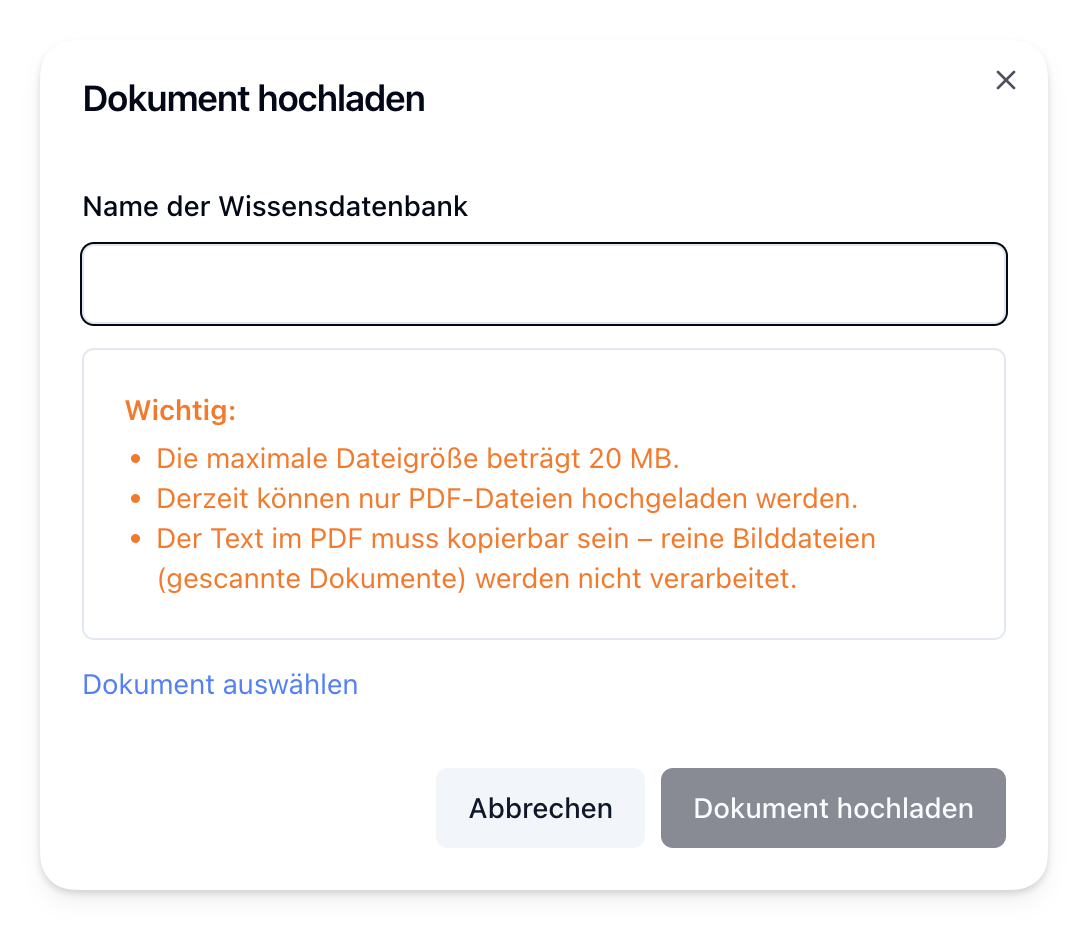 Dokument hochladen
Name der Wissensdatenbank
Wichtig:
• Die maximale Dateigröße beträgt 20 MB.
• Derzeit können nur PDF-Dateien hochgeladen werden.
• Der Text im PDF muss kopierbar sein – reine Bilddateien
(gescannte Dokumente) werden nicht verarbeitet.
Dokument auswählen
Abbrechen
Dokument hochladen